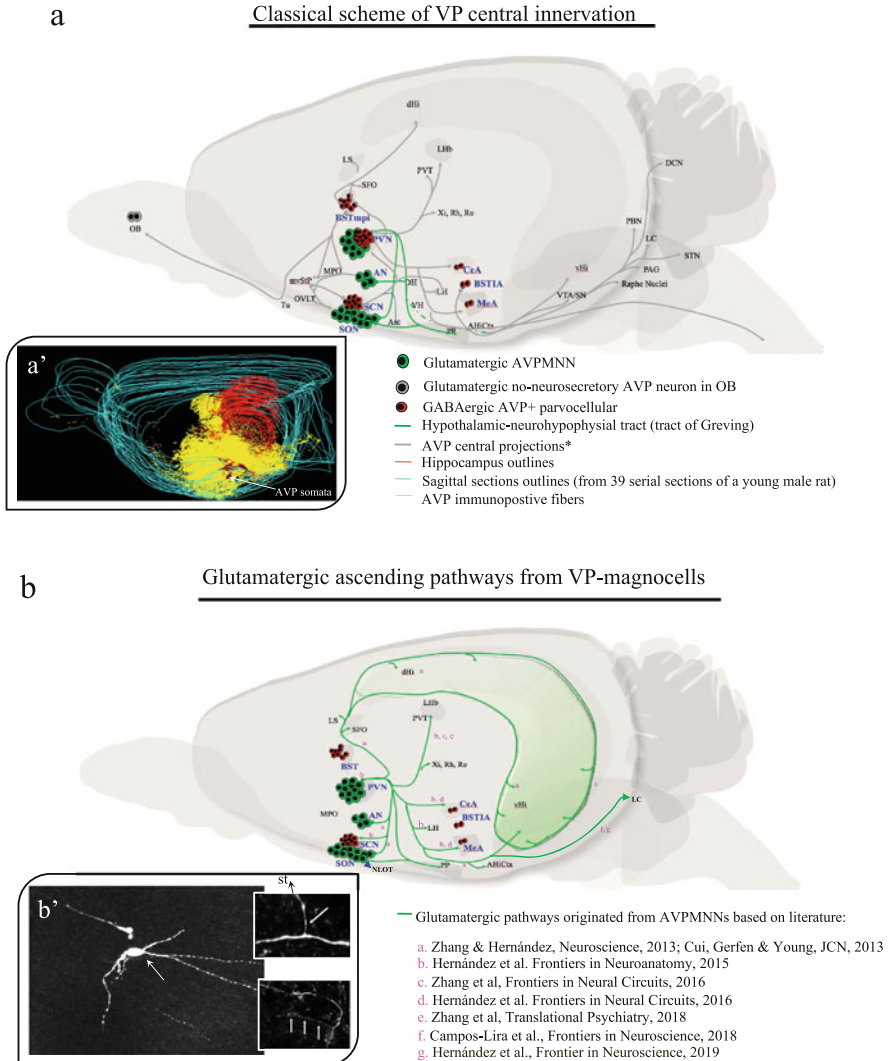 a
Classical scheme of VP central innervation
dHi
LS
LHb
SFO
PVT
DCN
BSTmpi
Xi, Rh, Re
PBN
OB
PVN
LC
STN
MPO
AN
CeA
vHi
PAG
DH
BSTIA
Raphe Nuclei
mvStP
LH
VTA/SN
Tu
OVLT
SCN
VH
MeA
SON
Arc
PP
AHiCtx
a'
AVP somata
Glutamatergic AVPMNN
Glutamatergic no-neurosecretory AVP neuron in OB
GABAergic AVP+ parvocellular
Hypothalamic-neurohypophysial tract (tract of Greving)
AVP central projections*
Hippocampus outlines
Sagittal sections outlines (from 39 serial sections of a young male rat)
AVP immunopostive fibers
b
Glutamatergic ascending pathways from VP-magnocells
dHi a
LHb
LS
PVT
SFO
b, c, c
a
BST
Xi, Rh, Re
b
PVN
b, d
CeA
vHi
LC
MPO
AN
BSTIA
b
LH
f, g
SCN
b, d
MeA
SON
NLOT
PP
AHiCtx
b'
st
Glutamatergic pathways originated from AVPMNNs based on literature:
a. Zhang & Hernández, Neuroscience, 2013; Cui, Gerfen & Young, JCN, 2013
b. Hernández et al. Frontiers in Neuroanatomy, 2015
c. Zhang et al, Frontiers in Neural Circuits, 2016
d. Hernández et al. Frontiers in Neural Circuits, 2016
e. Zhang et al, Translational Psychiatry, 2018
f. Campos-Lira et al., Frontiers in Neuroscience, 2018
g. Hernández et al., Frontier in Neuroscience, 2019